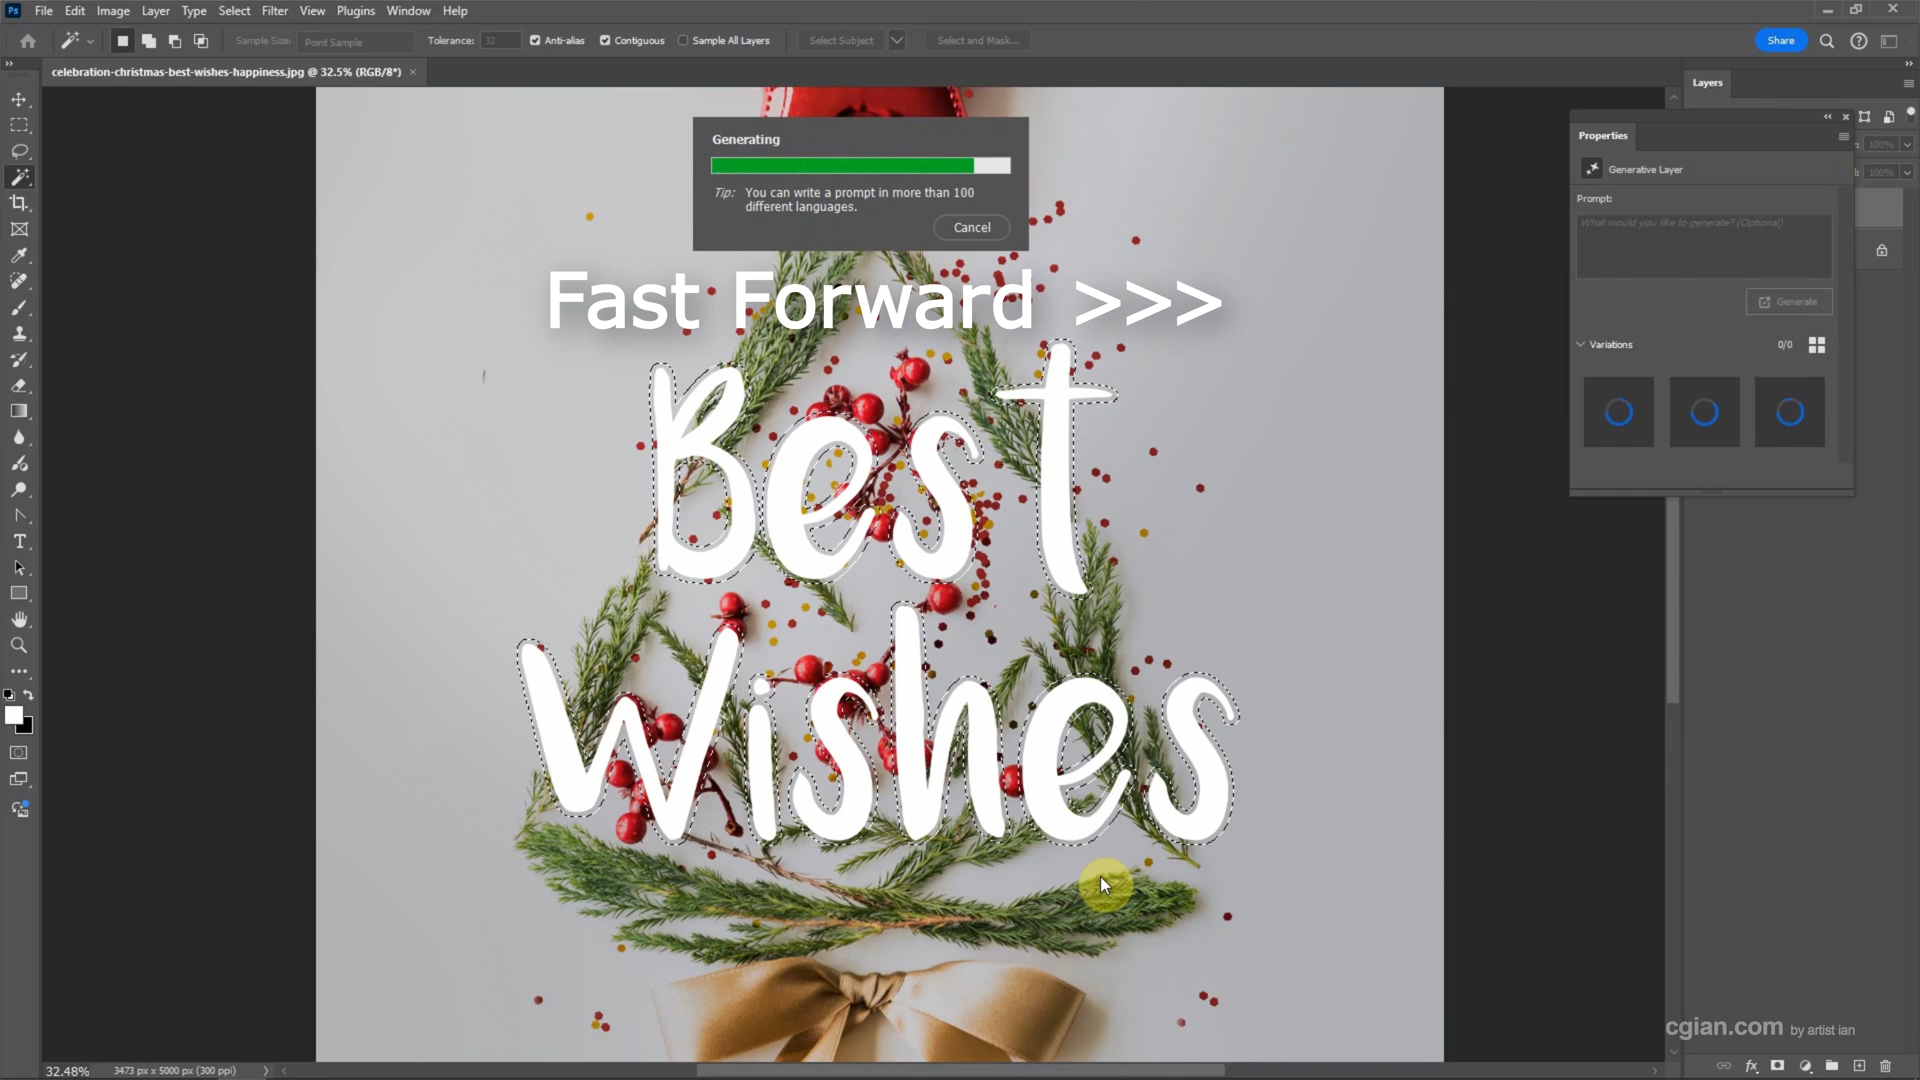 Ps File Edit Image Layer Type Select Filter View Plugins Window Help
Sample Size: Point Sample Tolerance: 32 Anti-alias Contiguous Sample All Layers Select Subject Select and Mask... Share
celebration-christmas-best-wishes-happiness.jpg @ 32.5% (RGB/8*) ×
Layers
Generating
Tip: You can write a prompt in more than 100
different languages.
Cancel
Properties
Generative Layer
Prompt:
What would you like to generate? (Optional)
Generate
Variations 0/0
100%
100%
Fast Forward >>>
Best
Wishes
cgian.com by artist ian
32.48% 3473 px x 5000 px (300 ppi)